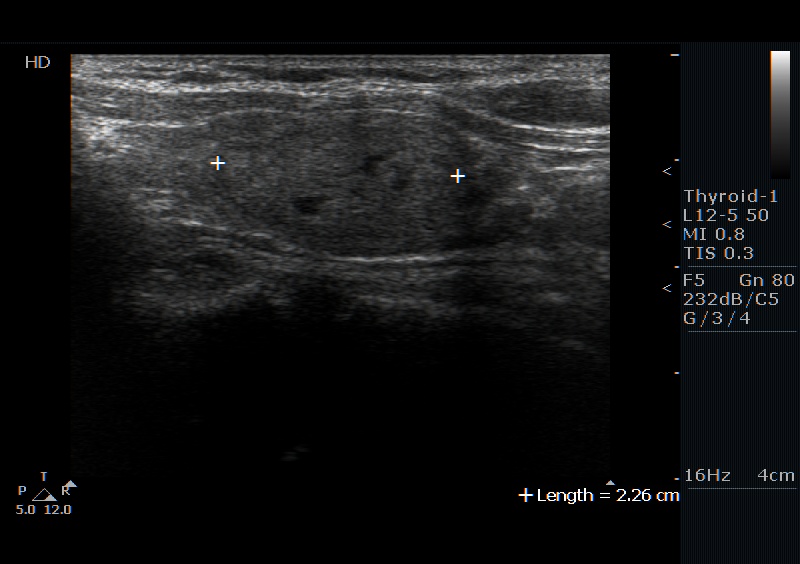 HD
Thyroid-1
L12-5 50
MI 0.8
TIS 0.3
F5 Gn 80
232dB/C5
G/3/4
16Hz 4cm
T
P R
5.0 12.0
+ Length = 2.26 cm